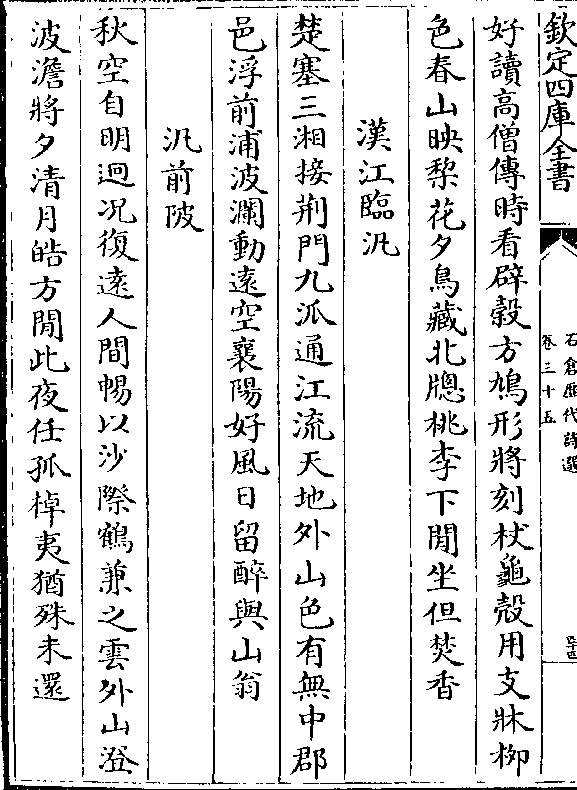 欽定四庫全書
石倉歷代詩選
卷三十五
好讀高僧傳時看辟穀方鳩形將刻杖龜殻用支牀柳
色春山映棃花夕鳥藏北牕桃李下閒坐但焚香
漢江臨汎
楚塞三湘接荆門九派通江流天地外山色有無中郡
邑浮前浦波瀾動遠空襄陽好風日留醉與山翁
汎前陂
秋空自明迥况復逺人間暢以沙際鶴兼之雲外山澄
波澹將夕清月皓方閒此夜任孤棹夷猶殊未還